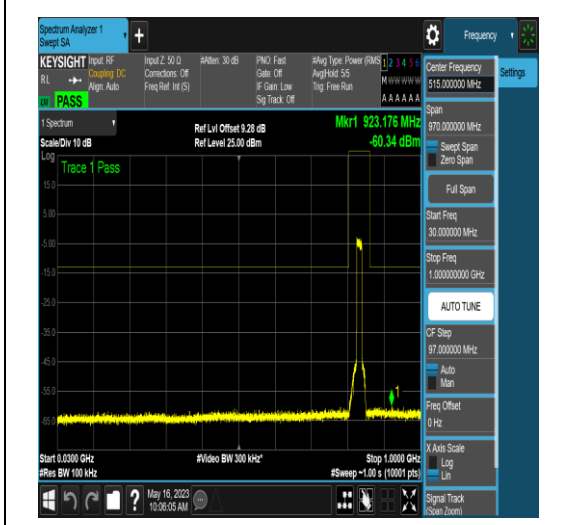 Spectrum Analyzer 1
Swept SA
Frequency
KEYSIGHT
RL
Input: RF
Coupling: DC
Align: Auto
Input Z: 50 Ω
Corrections: Off
Freq Ref: Int (S)
#Atten: 30 dB
PNO: Fast
Gate: Off
IF Gain: Low
Sig Track: Off
#Avg Type: Power (RMS
Avg|Hold: 5/5
Trig: Free Run
1 2 3 4 5 6
M W W W W W
A A A A A A
PASS
1 Spectrum
Scale/Div 10 dB
Ref Lvl Offset 9.28 dB
Ref Level 25.00 dBm
Mkr1 923.176 MHz
-60.34 dBm
Log
Trace 1 Pass
15.0
5.00
-5.00
-15.0
-25.0
-35.0
-45.0
-55.0
-65.0
1
Start 0.0300 GHz
#Res BW 100 kHz
#Video BW 300 kHz*
Stop 1.0000 GHz
#Sweep ~1.00 s (10001 pts)
May 16, 2023
10:06:05 AM
Center Frequency
515.000000 MHz
Settings
Span
970.000000 MHz
Swept Span
Zero Span
Full Span
Start Freq
30.000000 MHz
Stop Freq
1.000000000 GHz
AUTO TUNE
CF Step
97.000000 MHz
Auto
Man
Freq Offset
0 Hz
X Axis Scale
Log
Lin
Signal Track
(Span Zoom)